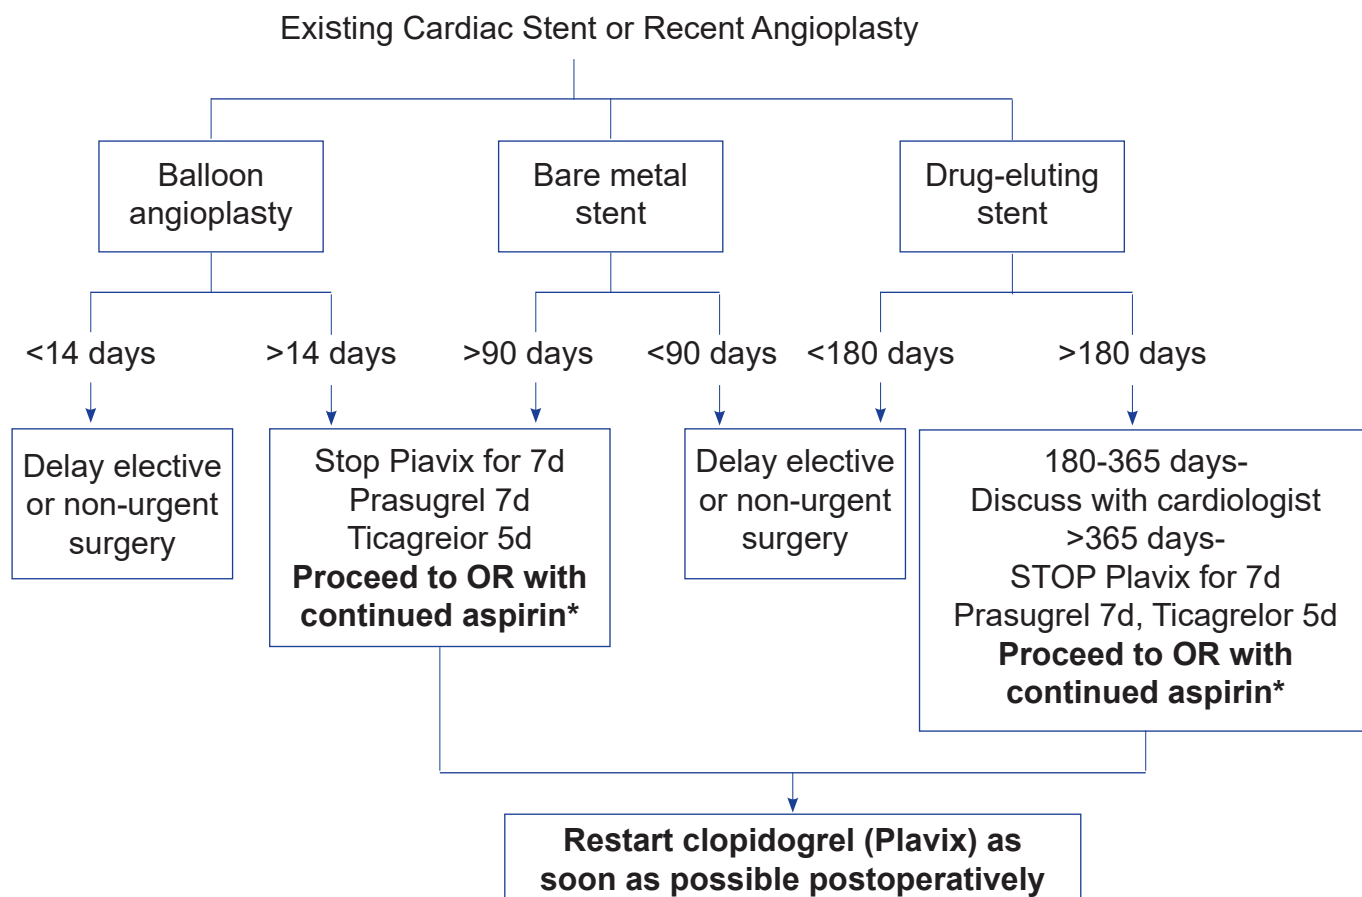 Existing Cardiac Stent or Recent Angioplasty
Balloon
angioplasty
Bare metal
stent
Drug-eluting
stent
<14 days
>14 days
>90 days
<90 days
<180 days
>180 days
Delay elective
or non-urgent
surgery
Stop Piavix for 7d
Prasugrel 7d
Ticagreior 5d
Proceed to OR with
continued aspirin*
Delay elective
or non-urgent
surgery
180-365 days-
Discuss with cardiologist
>365 days-
STOP Plavix for 7d
Prasugrel 7d, Ticagrelor 5d
Proceed to OR with
continued aspirin*
Restart clopidogrel (Plavix) as
soon as possible postoperatively